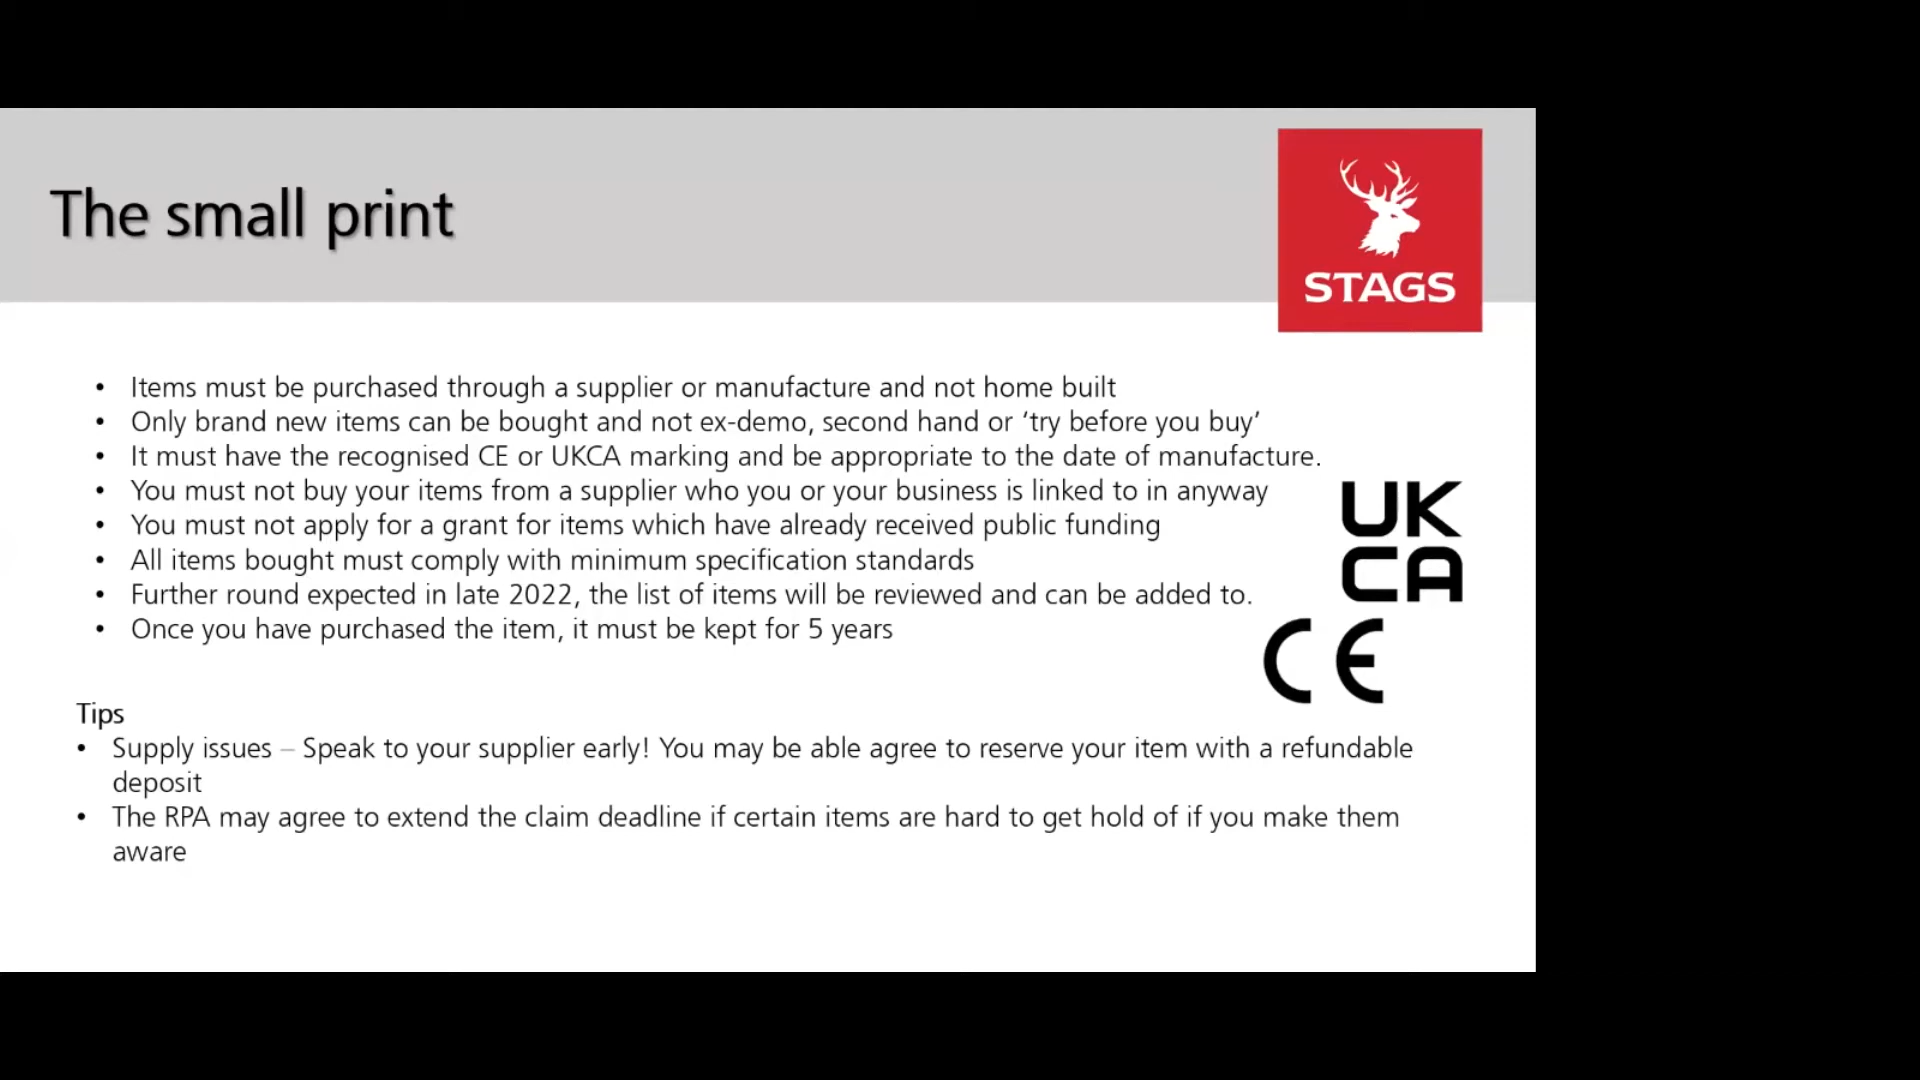 The small print
STAGS
• Items must be purchased through a supplier or manufacture and not home built
• Only brand new items can be bought and not ex-demo, second hand or ‘try before you buy’
• It must have the recognised CE or UKCA marking and be appropriate to the date of manufacture.
• You must not buy your items from a supplier who you or your business is linked to in anyway
• You must not apply for a grant for items which have already received public funding
• All items bought must comply with minimum specification standards
• Further round expected in late 2022, the list of items will be reviewed and can be added to.
• Once you have purchased the item, it must be kept for 5 years
UK
CA
CE
Tips
• Supply issues – Speak to your supplier early! You may be able agree to reserve your item with a refundable
deposit
• The RPA may agree to extend the claim deadline if certain items are hard to get hold of if you make them
aware